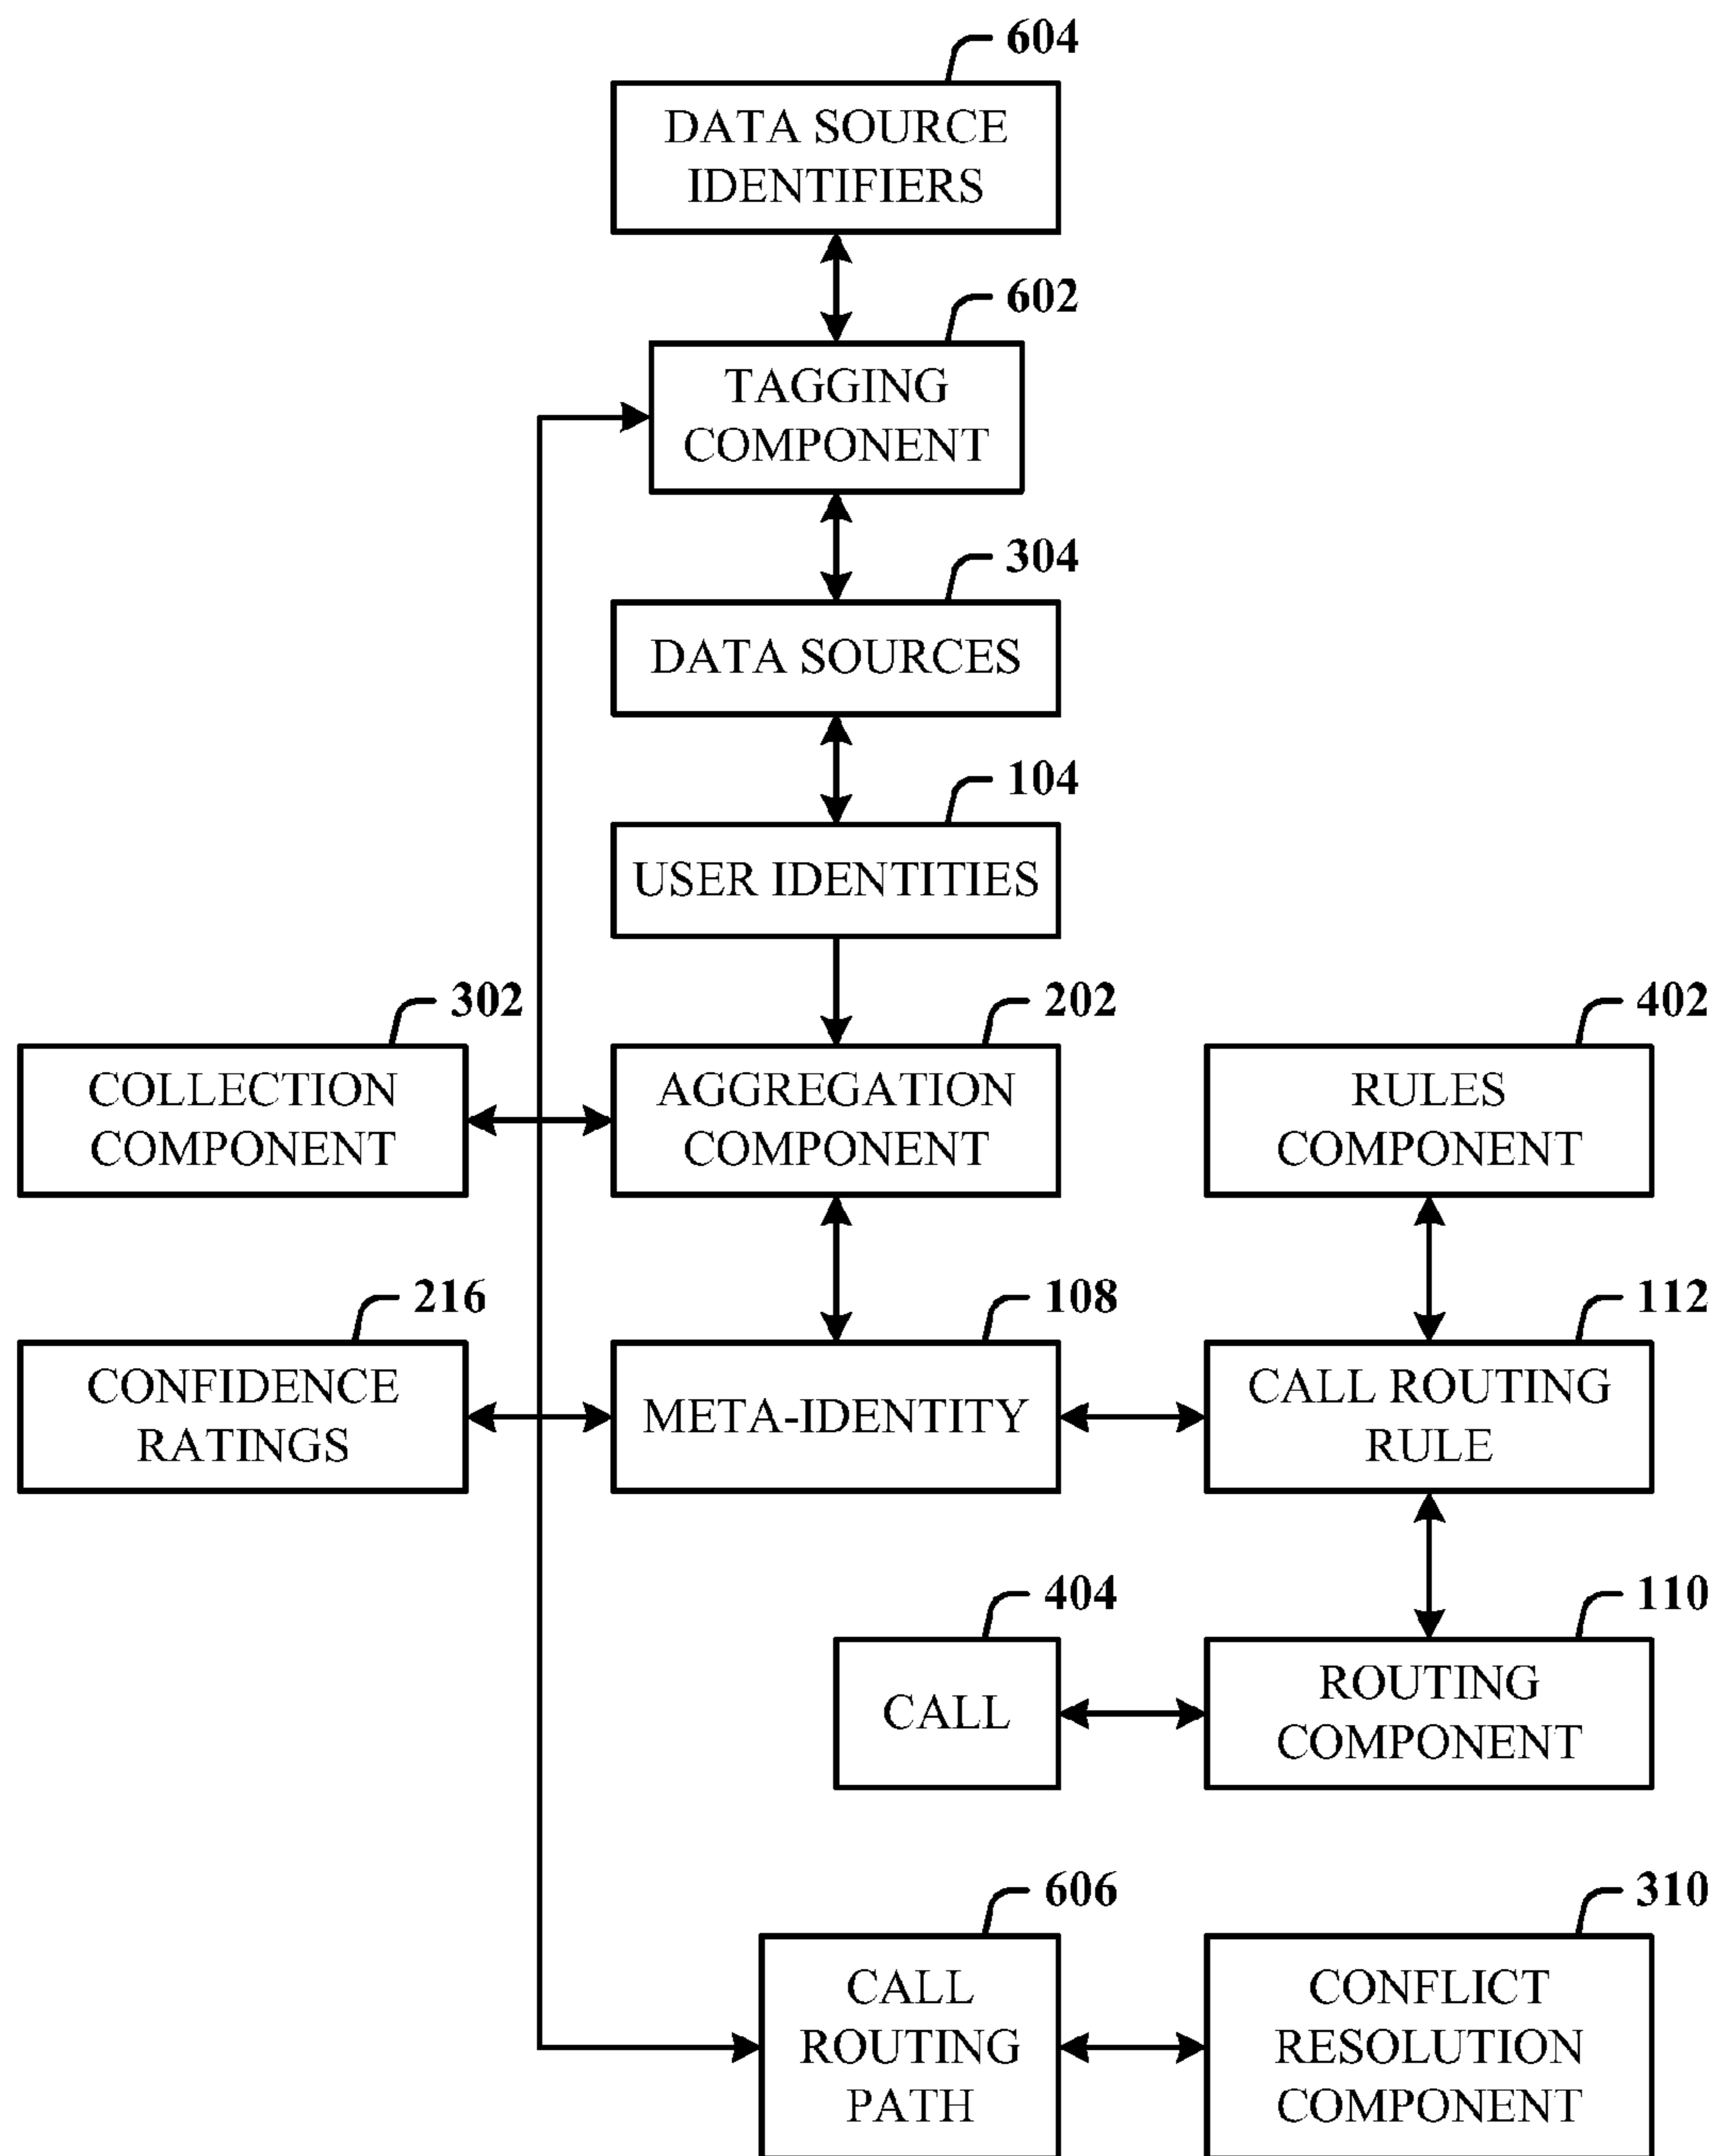 604
DATA SOURCE
IDENTIFIERS
602
TAGGING
COMPONENT
304
DATA SOURCES
104
USER IDENTITIES
302
COLLECTION
COMPONENT
202
AGGREGATION
COMPONENT
402
RULES
COMPONENT
216
CONFIDENCE
RATINGS
108
META-IDENTITY
112
CALL ROUTING
RULE
404
CALL
110
ROUTING
COMPONENT
606
CALL
ROUTING
PATH
310
CONFLICT
RESOLUTION
COMPONENT